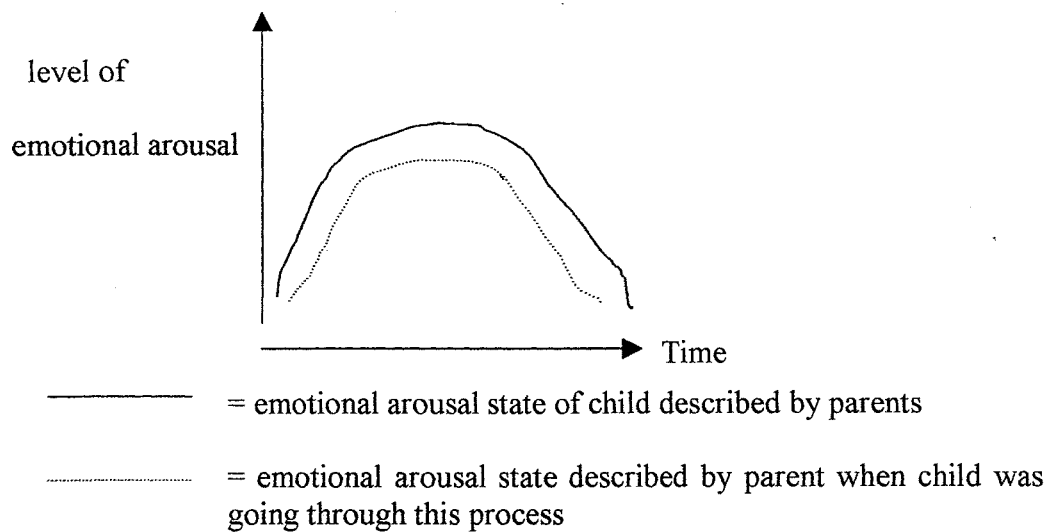 level of
emotional arousal
Time
= emotional arousal state of child described by parents
= emotional arousal state described by parent when child was
going through this process